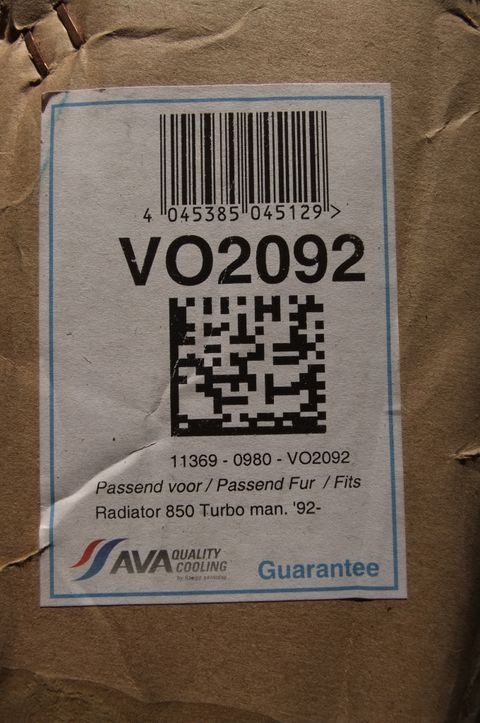 4 045385 045129 >
VO2092
11369 - 0980 - VO2092
Passend voor / Passend Fur / Fits
Radiator 850 Turbo man. '92-
AVA QUALITY
COOLING
Guarantee